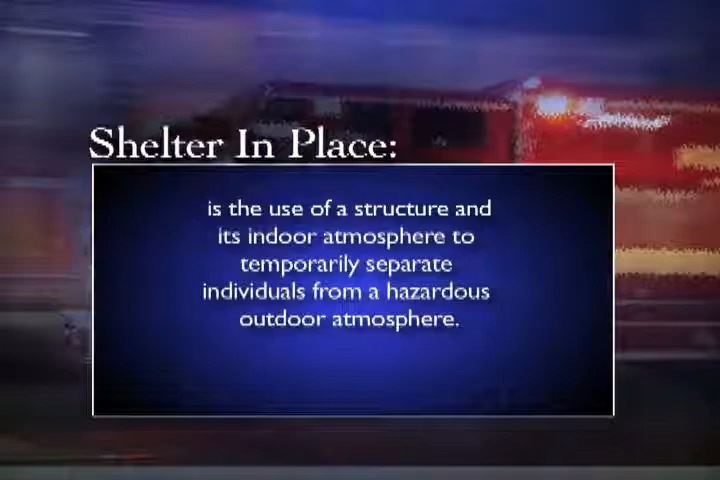 Shelter In Place:
is the use of a structure and
its indoor atmosphere to
temporarily separate
individuals from a hazardous
outdoor atmosphere.